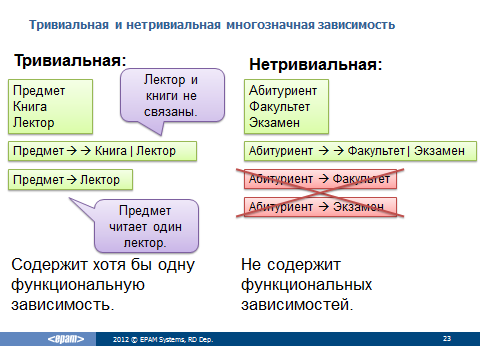 Тривиальная и нетривиальная многозначная зависимость
Тривиальная:
Предмет
Книга
Лектор
Лектор и
книги не
связаны.
Предмет→→ Книга | Лектор
Предмет→ Лектор
Предмет
читает один
лектор.
Содержит хотя бы одну
функциональную
зависимость.
Нетривиальная:
Абитуриент
Факультет
Экзамен
Абитуриент →→ Факультет| Экзамен
Абитуриент → Факультет
Абитуриент → Экзамен
Не содержит
функциональных
зависимостей.
<epam> 2012 © EPAM Systems, RD Dep. 23